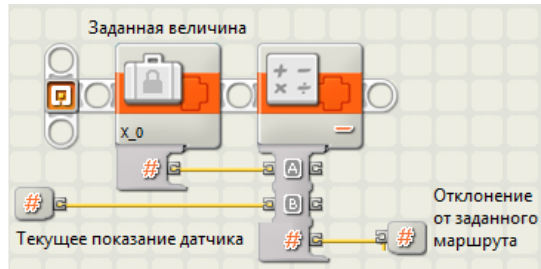 Заданная величина
X_0
A
B
Отклонение
от заданного
маршрута
Текущее показание датчика